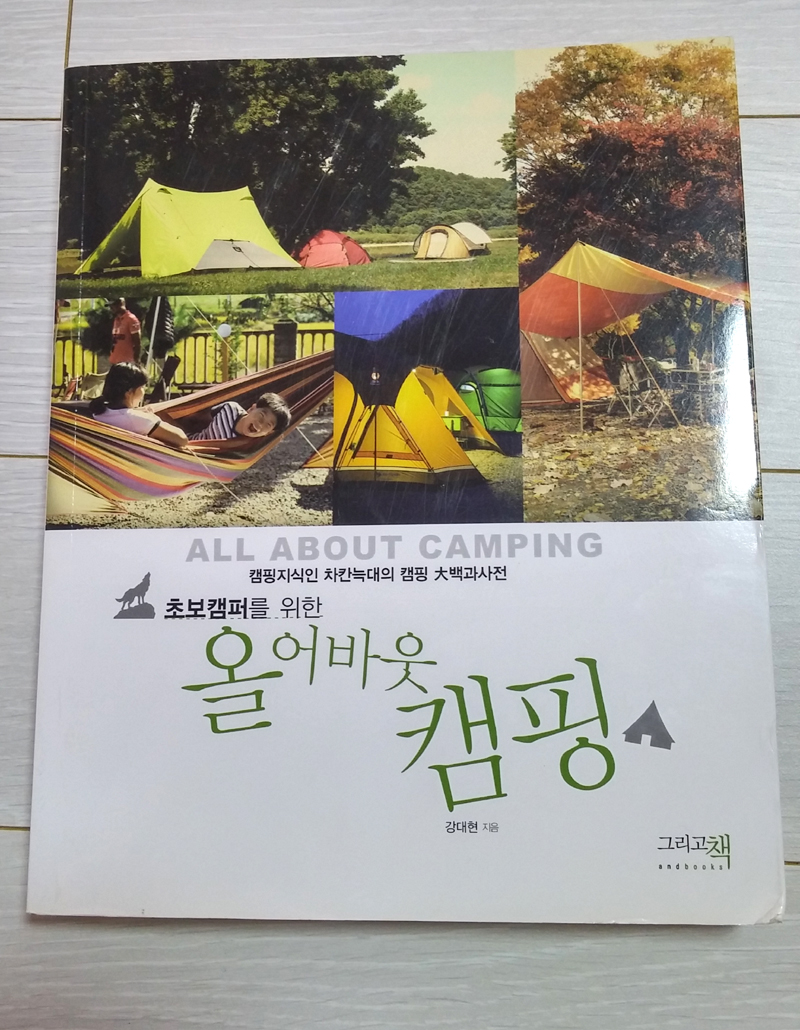 ALL ABOUT CAMPING
캠핑지식인 차칸늑대의 캠핑 大백과사전
초보캠퍼를 위한
올어바웃
캠핑
강대현 지음
그리고책
andbooks